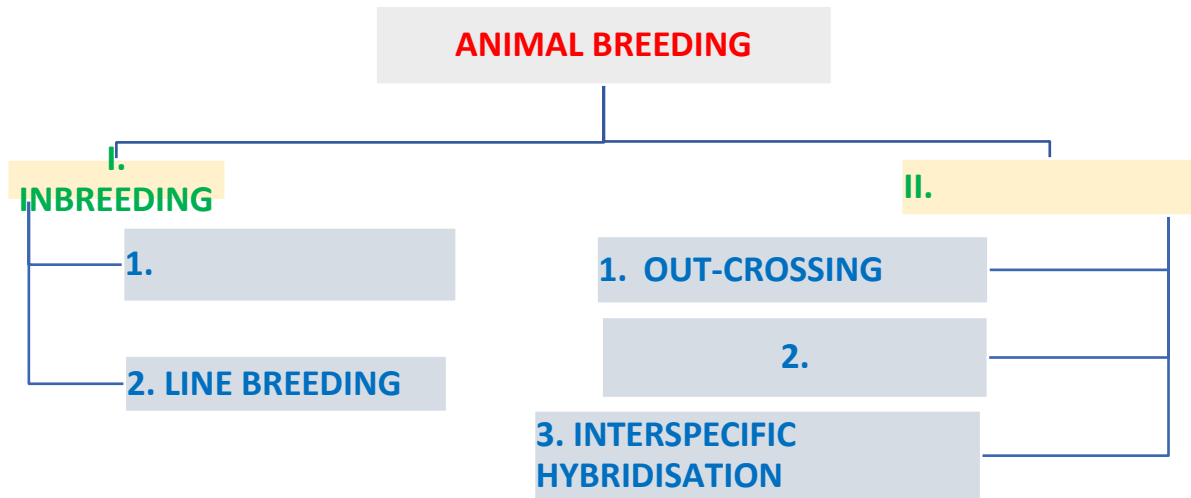 ANIMAL BREEDING
I.
INBREEDING
1.
2. LINE BREEDING
II.
1. OUT-CROSSING
2.
3. INTERSPECIFIC
HYBRIDISATION